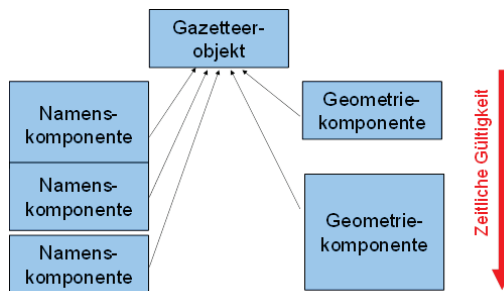 Gazetteer-
objekt
Namens-
komponente
Namens-
komponente
Namens-
komponente
Geometrie-
komponente
Geometrie-
komponente
Zeitliche Gültigkeit